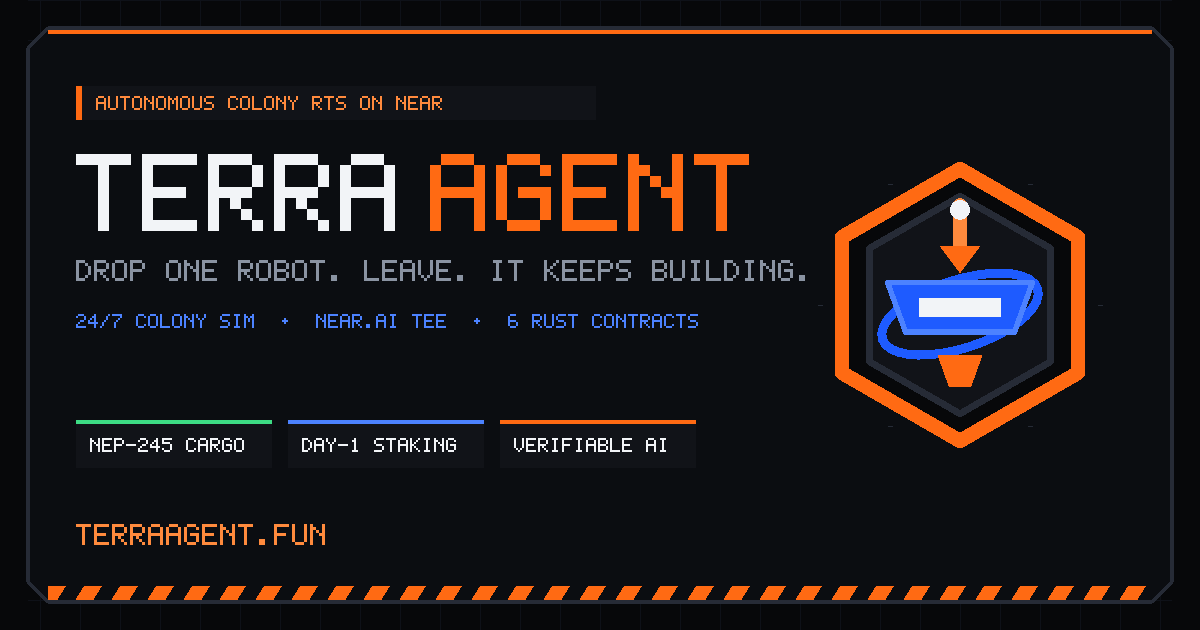 AUTONOMOUS COLONY RTS ON NEAR
TERRA AGENT
DROP ONE ROBOT. LEAVE. IT KEEPS BUILDING.
24/7 COLONY SIM + NEAR.AI TEE + 6 RUST CONTRACTS
NEP-245 CARGO
DAY-1 STAKING
VERIFIABLE AI
TERRAAGENT.FUN